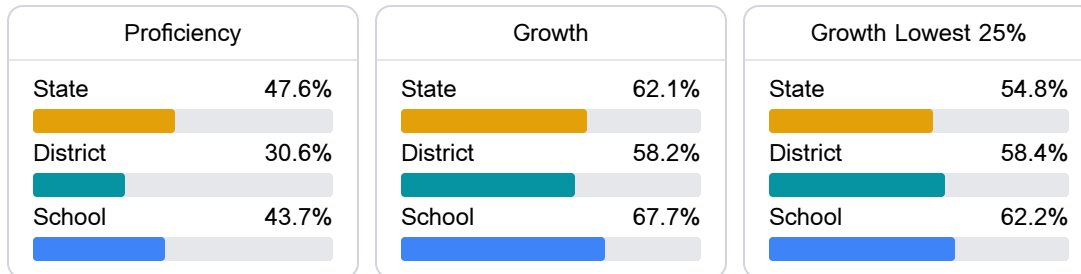 Proficiency
State 47.6%
District 30.6%
School 43.7%
Growth
State 62.1%
District 58.2%
School 67.7%
Growth Lowest 25%
State 54.8%
District 58.4%
School 62.2%